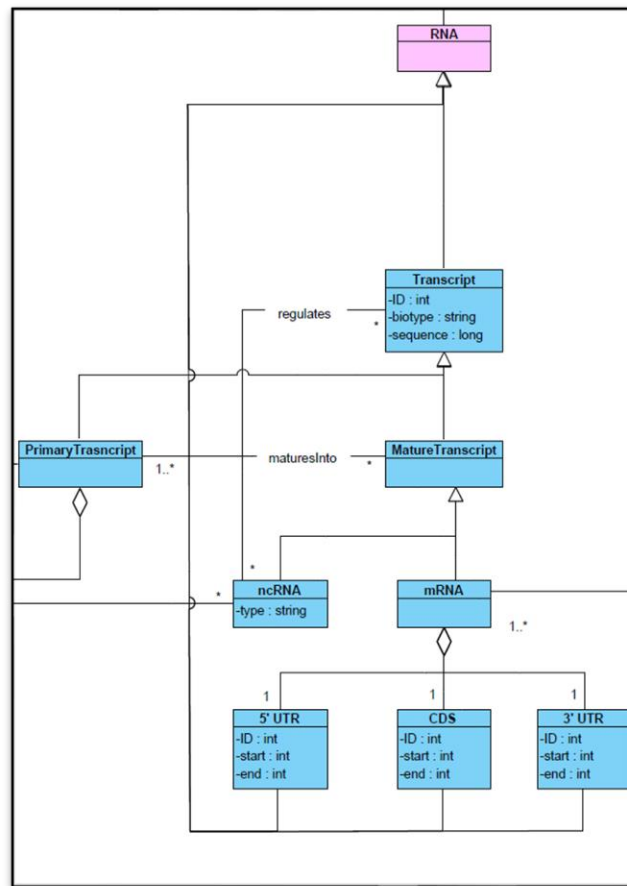 RNA
Transcript
-ID : int
-biotype : string
-sequence : long
regulates
*
PrimaryTrasncript
1..*
maturesInto
*
MatureTranscript
*
*
ncRNA
-type : string
mRNA
1..*
1
1
1
5' UTR
-ID : int
-start : int
-end : int
CDS
-ID : int
-start : int
-end : int
3' UTR
-ID : int
-start : int
-end : int